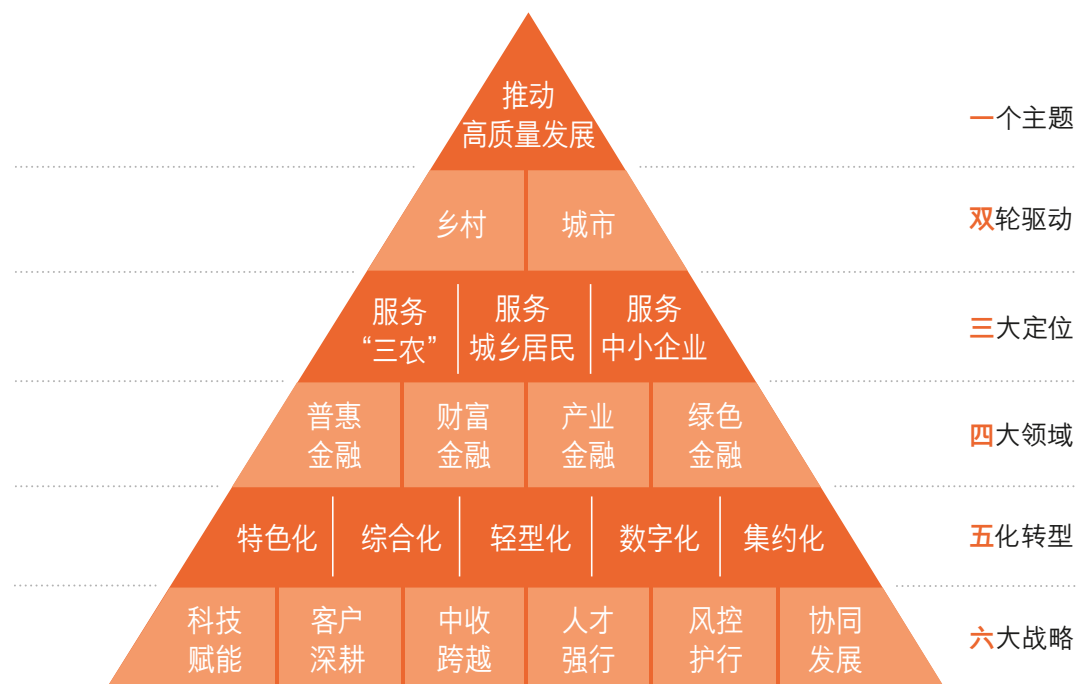 推动
高质量发展
一个主题
乡村
城市
双轮驱动
服务
“三农”
服务
城乡居民
服务
中小企业
三大定位
普惠
金融
财富
金融
产业
金融
绿色
金融
四大领域
特色化
综合化
轻型化
数字化
集约化
五化转型
科技
赋能
客户
深耕
中收
跨越
人才
强行
风控
护行
协同
发展
六大战略